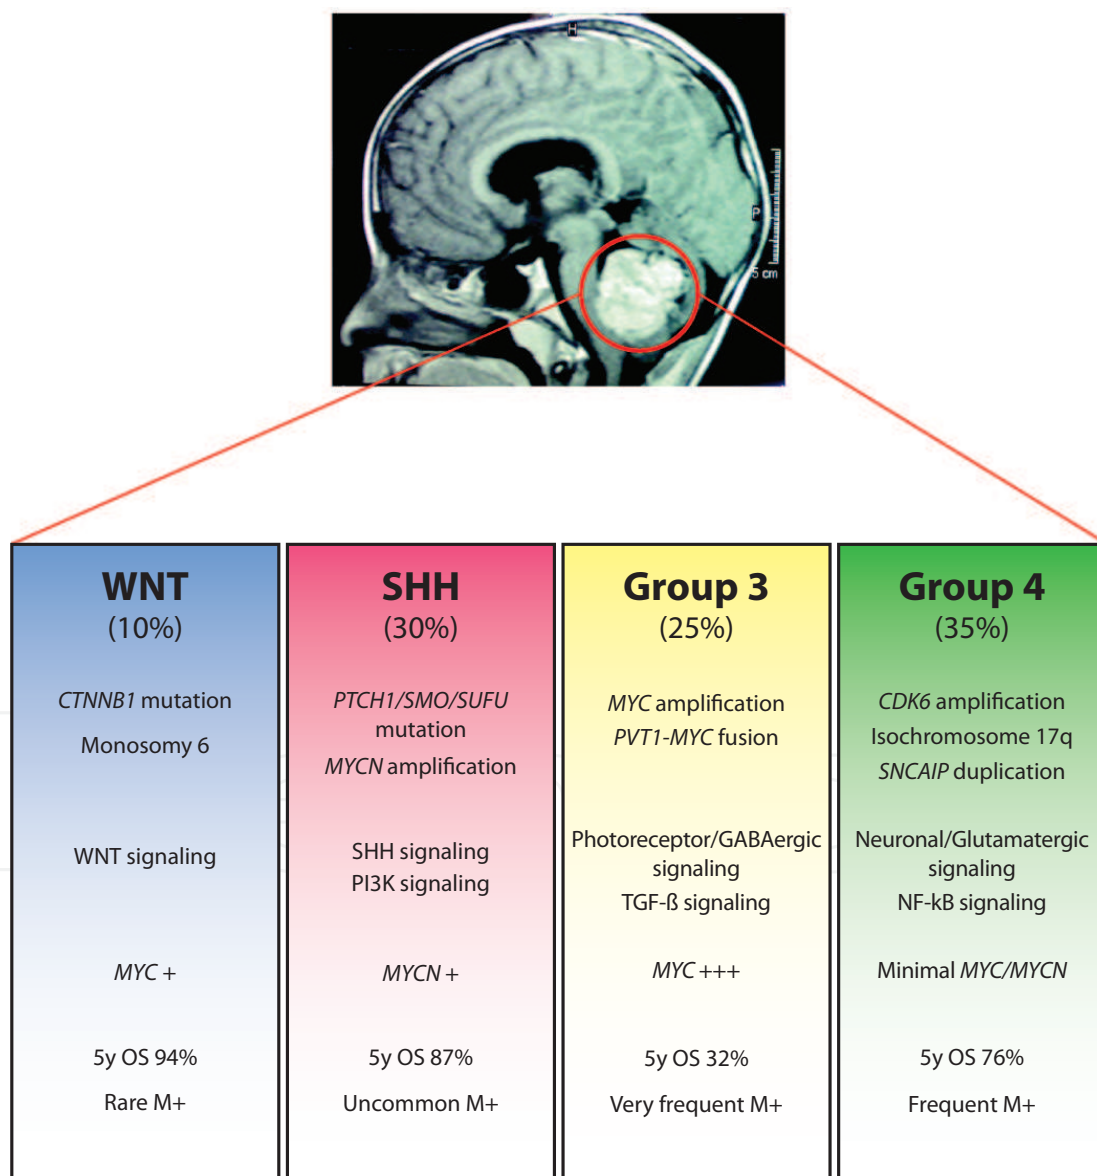 H
P
5 cm
WNT
(10%)
CTNNB1 mutation
Monosomy 6
WNT signaling
MYC +
5y OS 94%
Rare M+
SHH
(30%)
PTCH1/SMO/SUFU
mutation
MYCN amplification
SHH signaling
PI3K signaling
MYCN +
5y OS 87%
Uncommon M+
Group 3
(25%)
MYC amplification
PVT1-MYC fusion
Photoreceptor/GABAergic
signaling
TGF-ß signaling
MYC +++
5y OS 32%
Very frequent M+
Group 4
(35%)
CDK6 amplification
Isochromosome 17q
SNCAIP duplication
Neuronal/Glutamatergic
signaling
NF-kB signaling
Minimal MYC/MYCN
5y OS 76%
Frequent M+